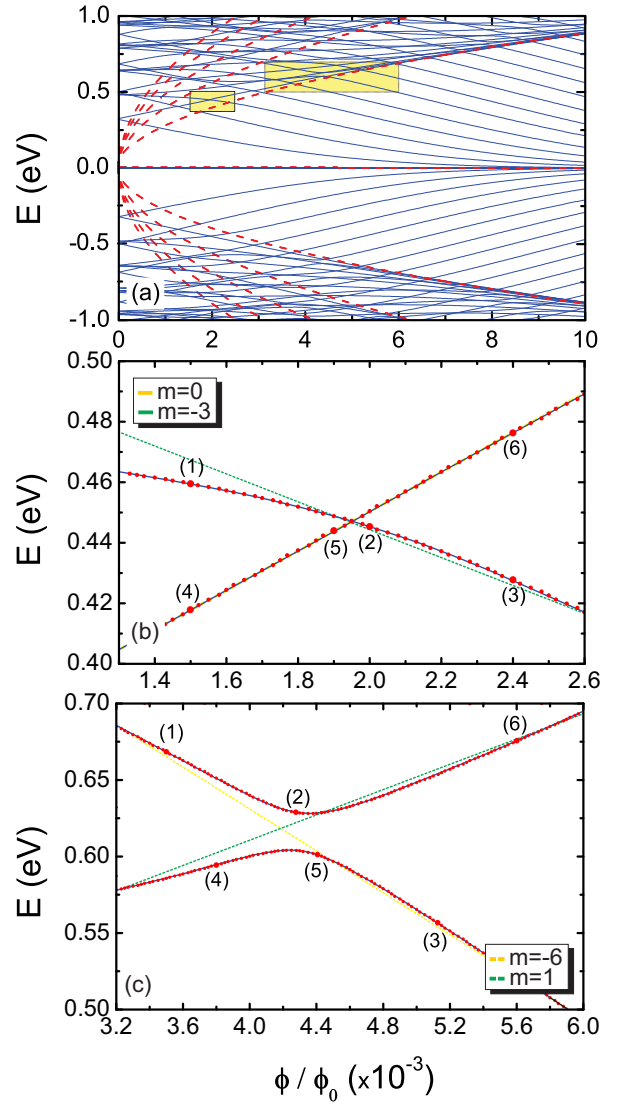 1.0
0.5
0.0
-0.5
-1.0
E (eV)
(a)
0 2 4 6 8 10
0.50
0.48
0.46
0.44
0.42
0.40
E (eV)
m=0
m=-3
(1)
(2)
(3)
(4)
(5)
(6)
(b)
1.4 1.6 1.8 2.0 2.2 2.4 2.6
0.70
0.65
0.60
0.55
0.50
E (eV)
(1)
(2)
(3)
(4)
(5)
(6)
m=-6
m=1
(c)
3.2 3.6 4.0 4.4 4.8 5.2 5.6 6.0
ϕ / ϕ₀ (x10⁻³)